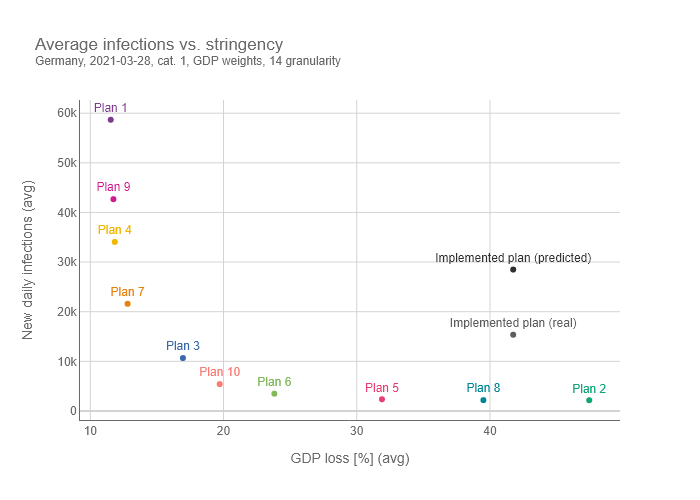 Average infections vs. stringency
Germany, 2021-03-28, cat. 1, GDP weights, 14 granularity
New daily infections (avg)
60k
50k
40k
30k
20k
10k
0
Plan 1
Plan 9
Plan 4
Plan 7
Plan 3
Plan 10
Plan 6
Implemented plan (predicted)
Implemented plan (real)
Plan 5
Plan 8
Plan 2
10
20
30
40
GDP loss [%] (avg)